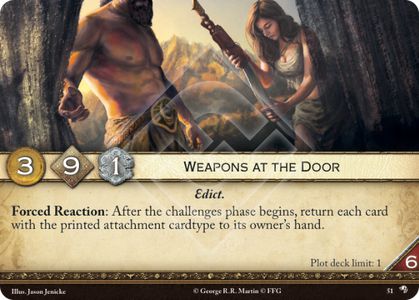 3 9 1 WEAPONS AT THE DOOR
Edict.
Forced Reaction: After the challenges phase begins, return each card
with the printed attachment cardtype to its owner's hand.
Plot deck limit: 1
6
Illus. Jason Jenicke © George R.R. Martin © FFG 51